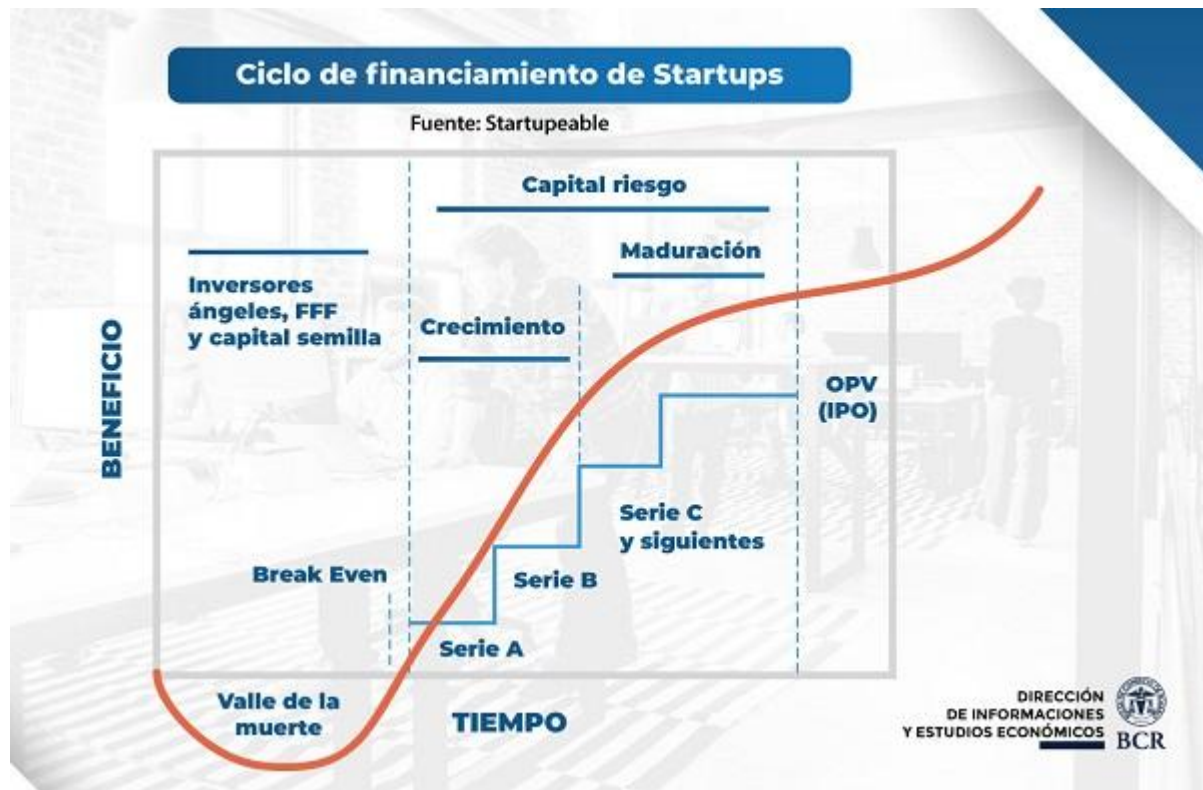 Ciclo de financiamiento de Startups
Fuente: Startupeable
Capital riesgo
Maduración
Inversores
ángeles, FFF
y capital semilla
Crecimiento
BENEFICIO
OPV
(IPO)
Serie C
y siguientes
Break Even
Serie B
Serie A
Valle de la
muerte
TIEMPO
DIRECCIÓN
DE INFORMACIONES
Y ESTUDIOS ECONÓMICOS
BCR